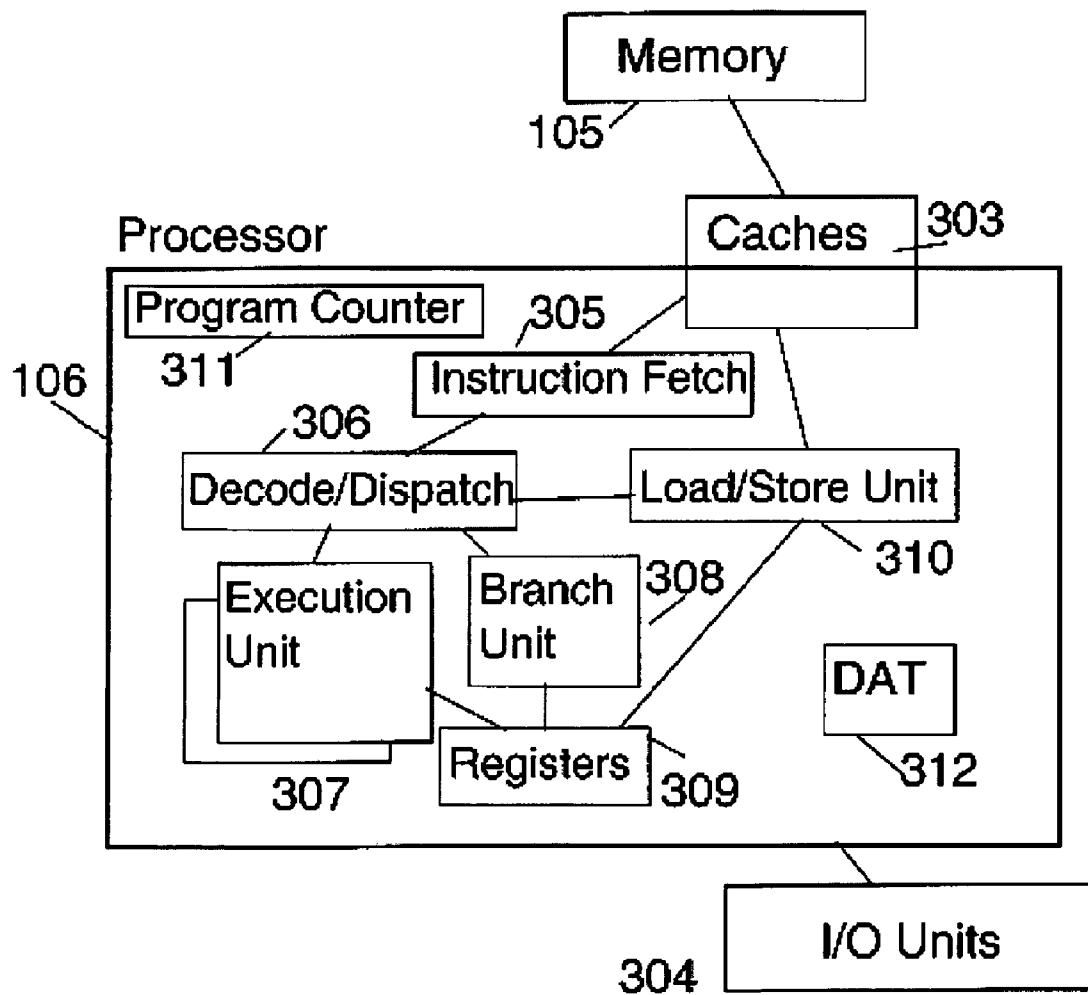 Memory
105
Caches
303
Processor
Program Counter
311
305
Instruction Fetch
106
306
Decode/Dispatch
Load/Store Unit
310
Execution
Unit
307
Branch
Unit
308
DAT
312
Registers
309
I/O Units
304